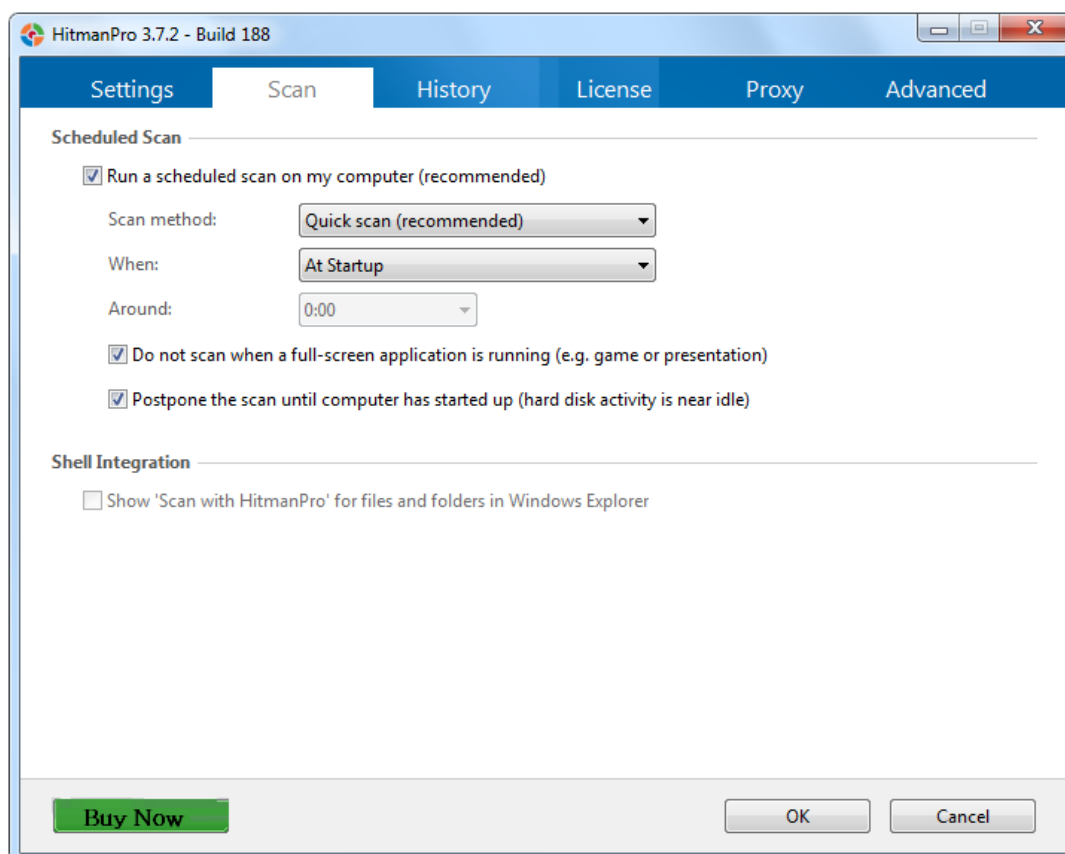 HitmanPro 3.7.2 - Build 188
Settings Scan History License Proxy Advanced
Scheduled Scan
Run a scheduled scan on my computer (recommended)
Scan method: Quick scan (recommended)
When: At Startup
Around: 0:00
Do not scan when a full-screen application is running (e.g. game or presentation)
Postpone the scan until computer has started up (hard disk activity is near idle)
Shell Integration
Show 'Scan with HitmanPro' for files and folders in Windows Explorer
Buy Now OK Cancel